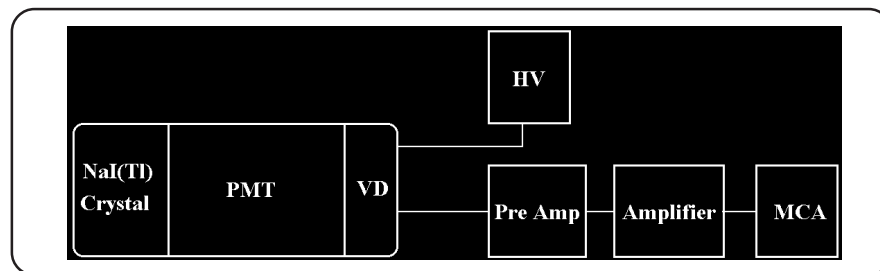 HV
NaI(Tl)
Crystal
PMT
VD
Pre Amp
Amplifier
MCA